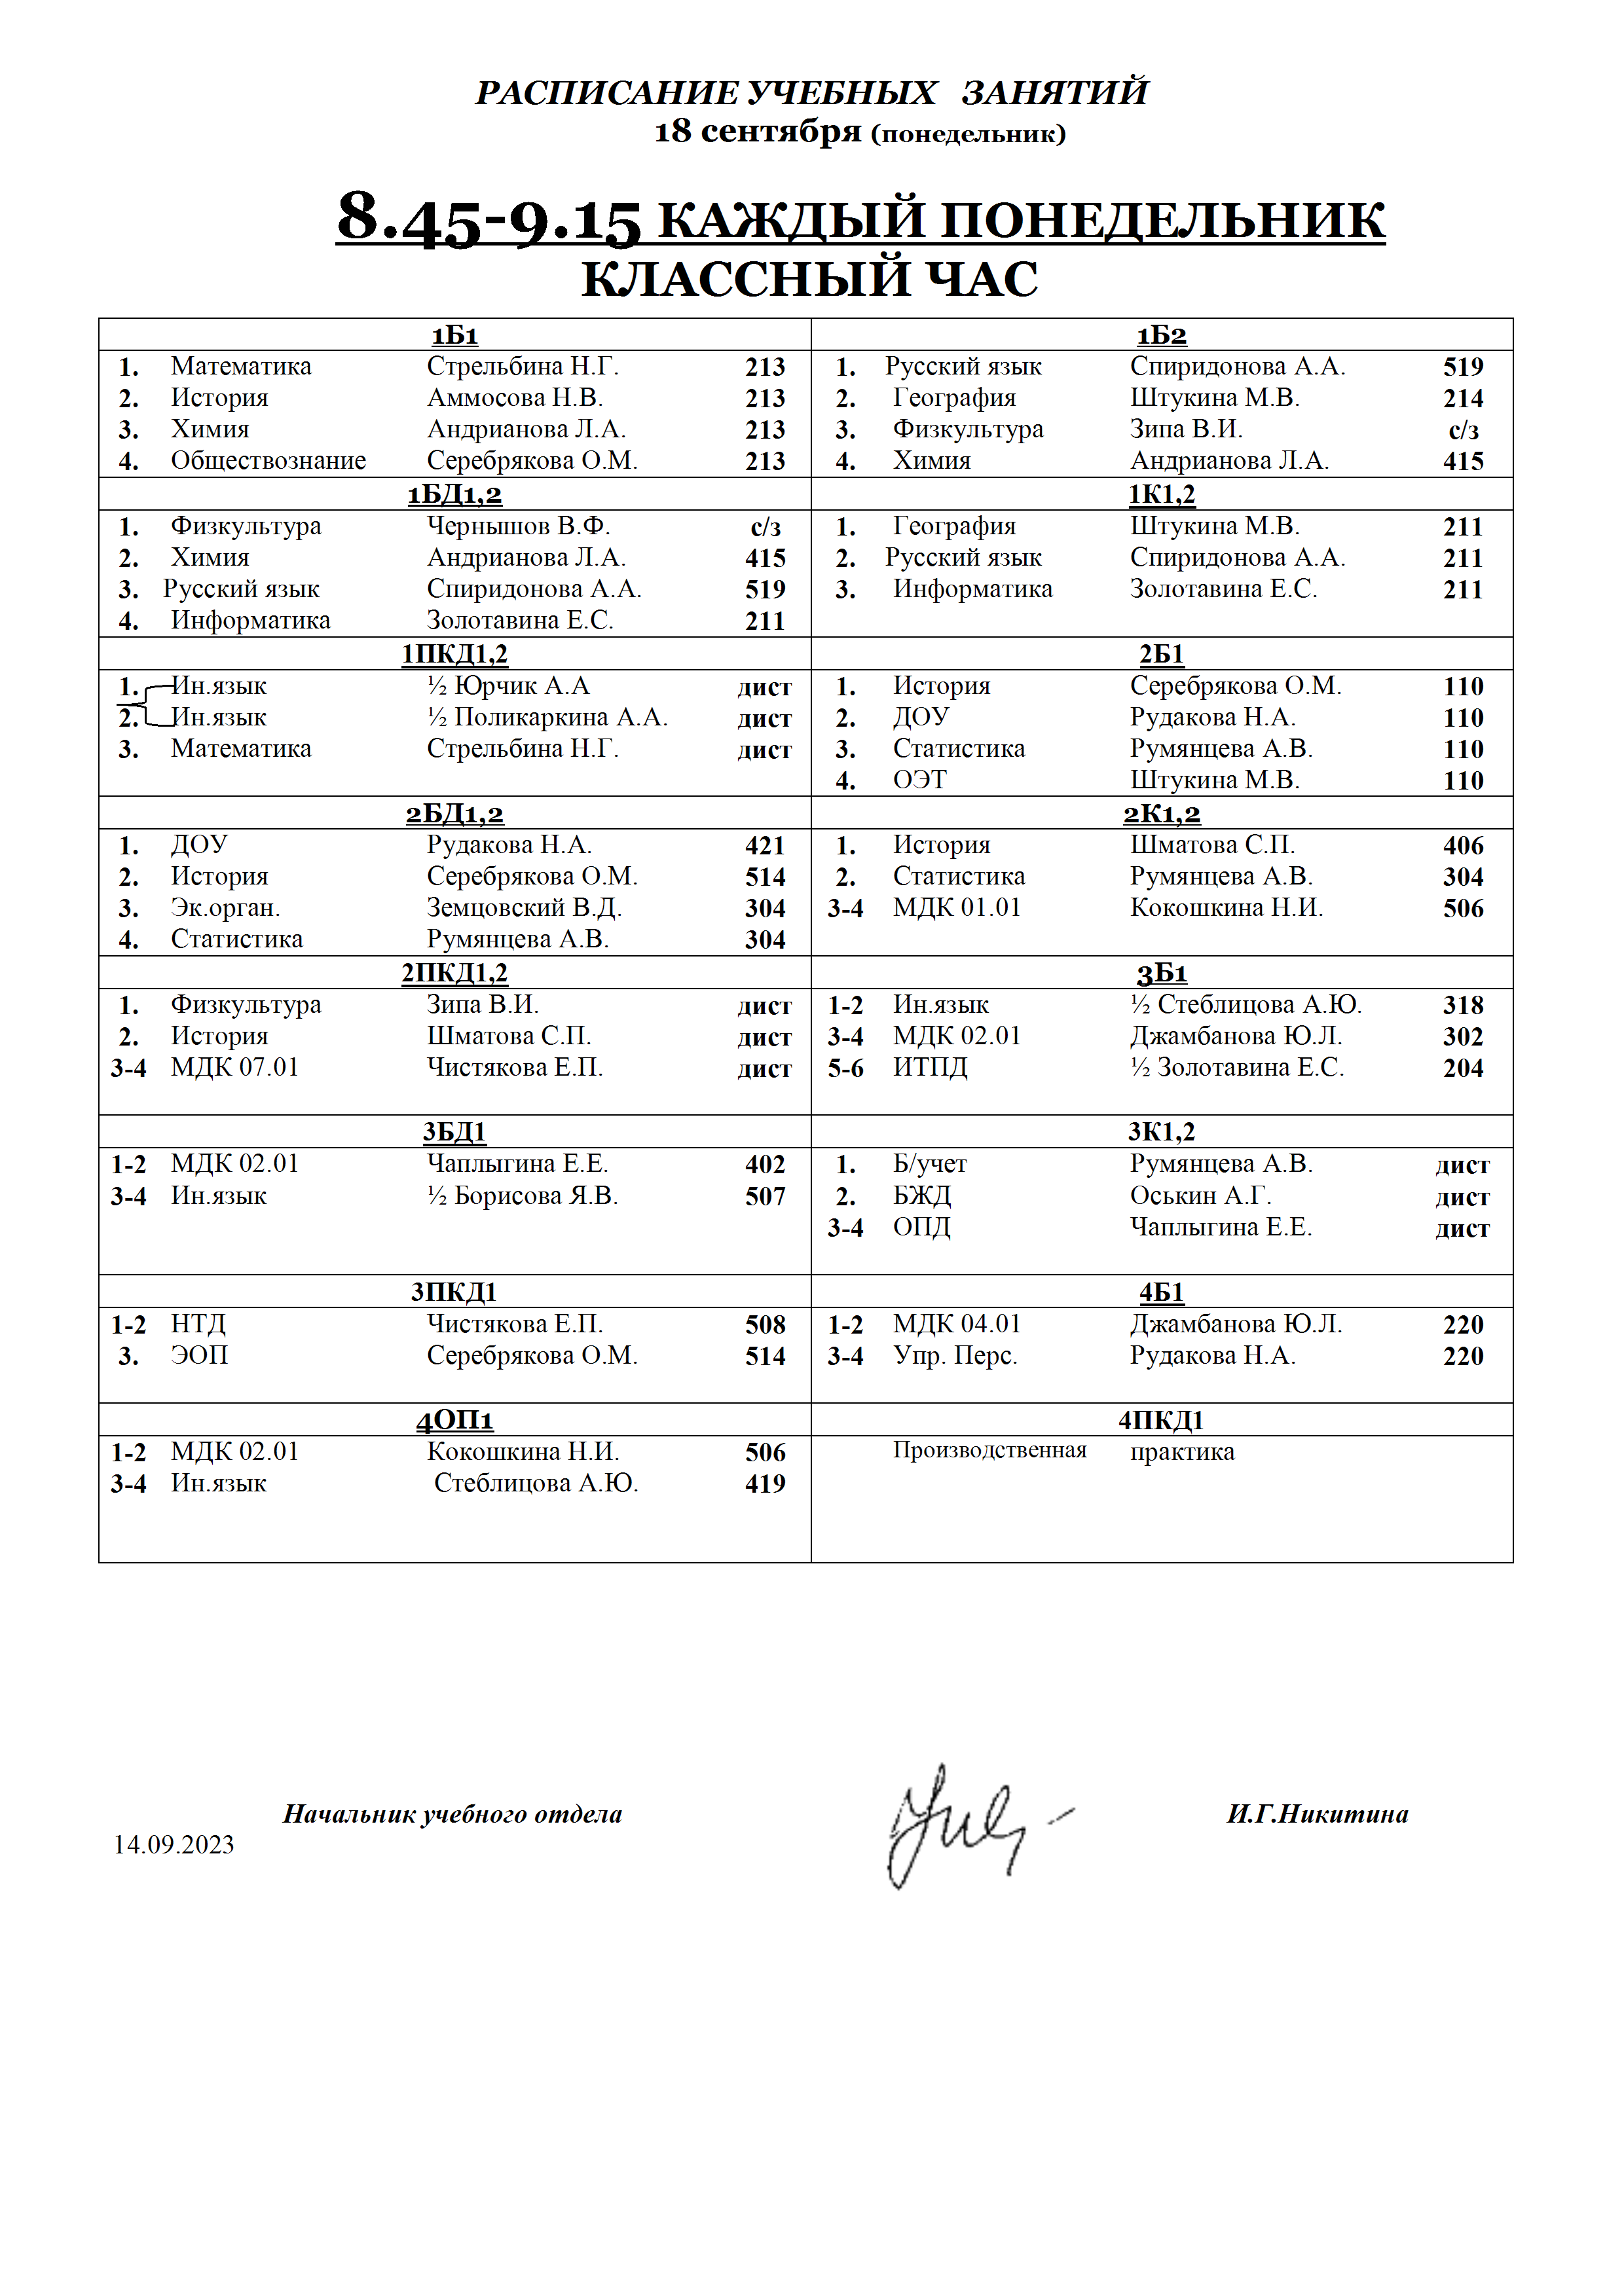 РАСПИСАНИЕ УЧЕБНЫХ ЗАНЯТИЙ
18 сентября (понедельник)
8.45-9.15 КАЖДЫЙ ПОНЕДЕЛЬНИК
КЛАССНЫЙ ЧАС
1Б1
1. Математика Стрельбина Н.Г. 213
2. История Аммосова Н.В. 213
3. Химия Андрианова Л.А. 213
4. Обществознание Серебрякова О.М. 213
1Б2
1. Русский язык Спиридонова А.А. 519
2. География Штукина М.В. 214
3. Физкультура Зипа В.И. с/з
4. Химия Андрианова Л.А. 415
1БД1,2
1. Физкультура Чернышов В.Ф. с/з
2. Химия Андрианова Л.А. 415
3. Русский язык Спиридонова А.А. 519
4. Информатика Золотавина Е.С. 211
1К1,2
1. География Штукина М.В. 211
2. Русский язык Спиридонова А.А. 211
3. Информатика Золотавина Е.С. 211
1ПКД1,2
1. Ин.язык ½ Юрчик А.А дист
2. Ин.язык ½ Поликаркина А.А. дист
3. Математика Стрельбина Н.Г. дист
2Б1
1. История Серебрякова О.М. 110
2. ДОУ Рудакова Н.А. 110
3. Статистика Румянцева А.В. 110
4. ОЭТ Штукина М.В. 110
2БД1,2
1. ДОУ Рудакова Н.А. 421
2. История Серебрякова О.М. 514
3. Эк.орган. Земцовский В.Д. 304
4. Статистика Румянцева А.В. 304
2К1,2
1. История Шматова С.П. 406
2. Статистика Румянцева А.В. 304
3-4 МДК 01.01 Кокошкина Н.И. 506
2ПКД1,2
1. Физкультура Зипа В.И. дист
2. История Шматова С.П. дист
3-4 МДК 07.01 Чистякова Е.П. дист
3Б1
1-2 Ин.язык ½ Стеблицова А.Ю. 318
3-4 МДК 02.01 Джамбанова Ю.Л. 302
5-6 ИТПД ½ Золотавина Е.С. 204
3БД1
1-2 МДК 02.01 Чаплыгина Е.Е. 402
3-4 Ин.язык ½ Борисова Я.В. 507
3К1,2
1. Б/учет Румянцева А.В. дист
2. БЖД Оськин А.Г. дист
3-4 ОПД Чаплыгина Е.Е. дист
3ПКД1
1-2 НТД Чистякова Е.П. 508
3. ЭОП Серебрякова О.М. 514
4Б1
1-2 МДК 04.01 Джамбанова Ю.Л. 220
3-4 Упр. Перс. Рудакова Н.А. 220
4ОП1
1-2 МДК 02.01 Кокошкина Н.И. 506
3-4 Ин.язык Стеблицова А.Ю. 419
4ПКД1
Производственная практика
Начальник учебного отдела И.Г.Никитина
14.09.2023